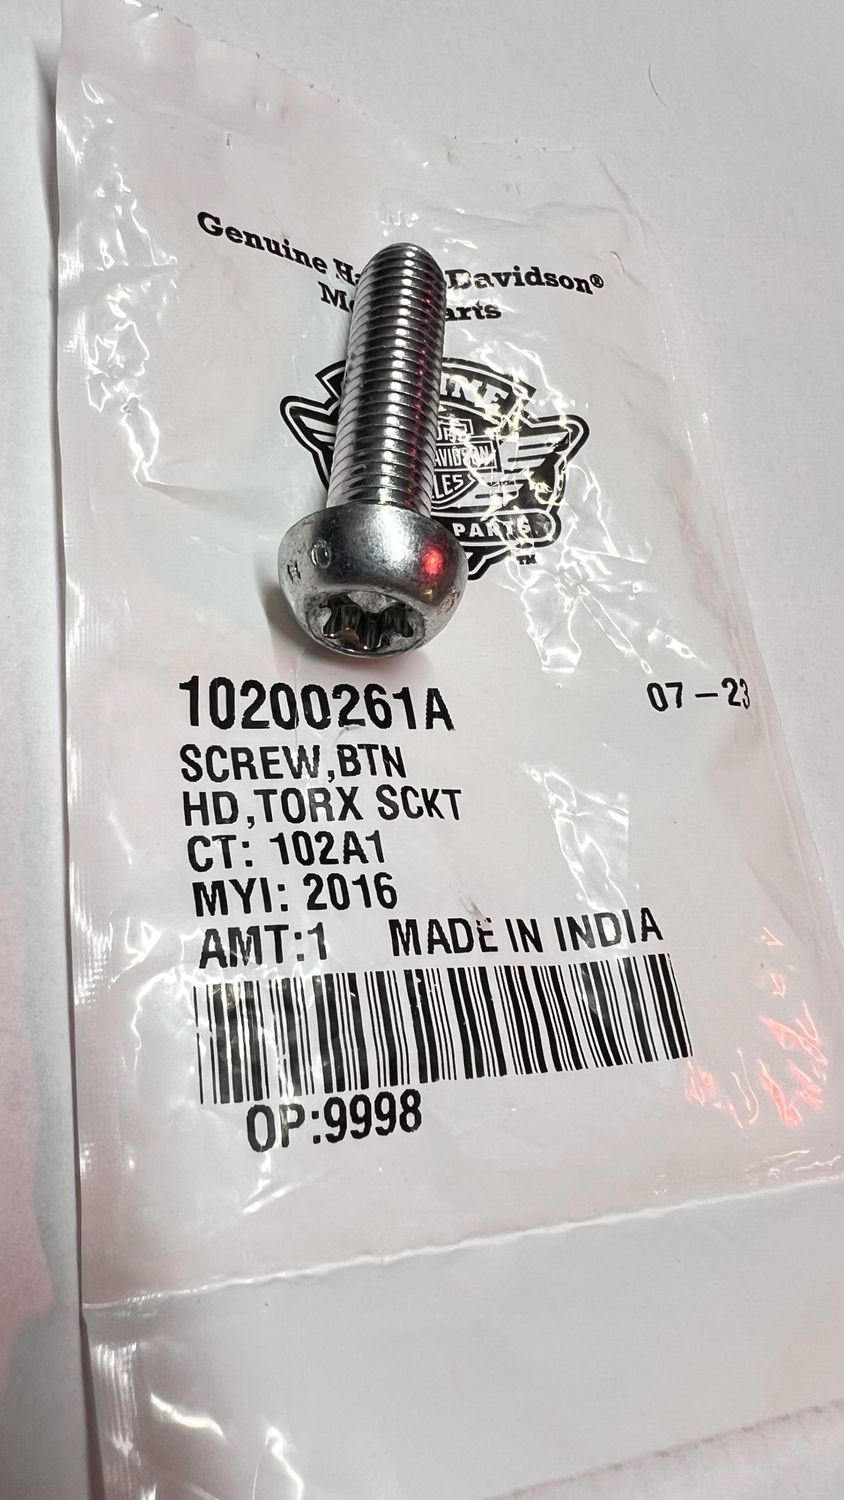 Genuine Davidson®
10200261A
07-23
SCREW,BTN
HD,TORX SCKT
CT: 102A1
MYI: 2016
AMT:1 MADE IN INDIA
OP:9998
PARTS
TM